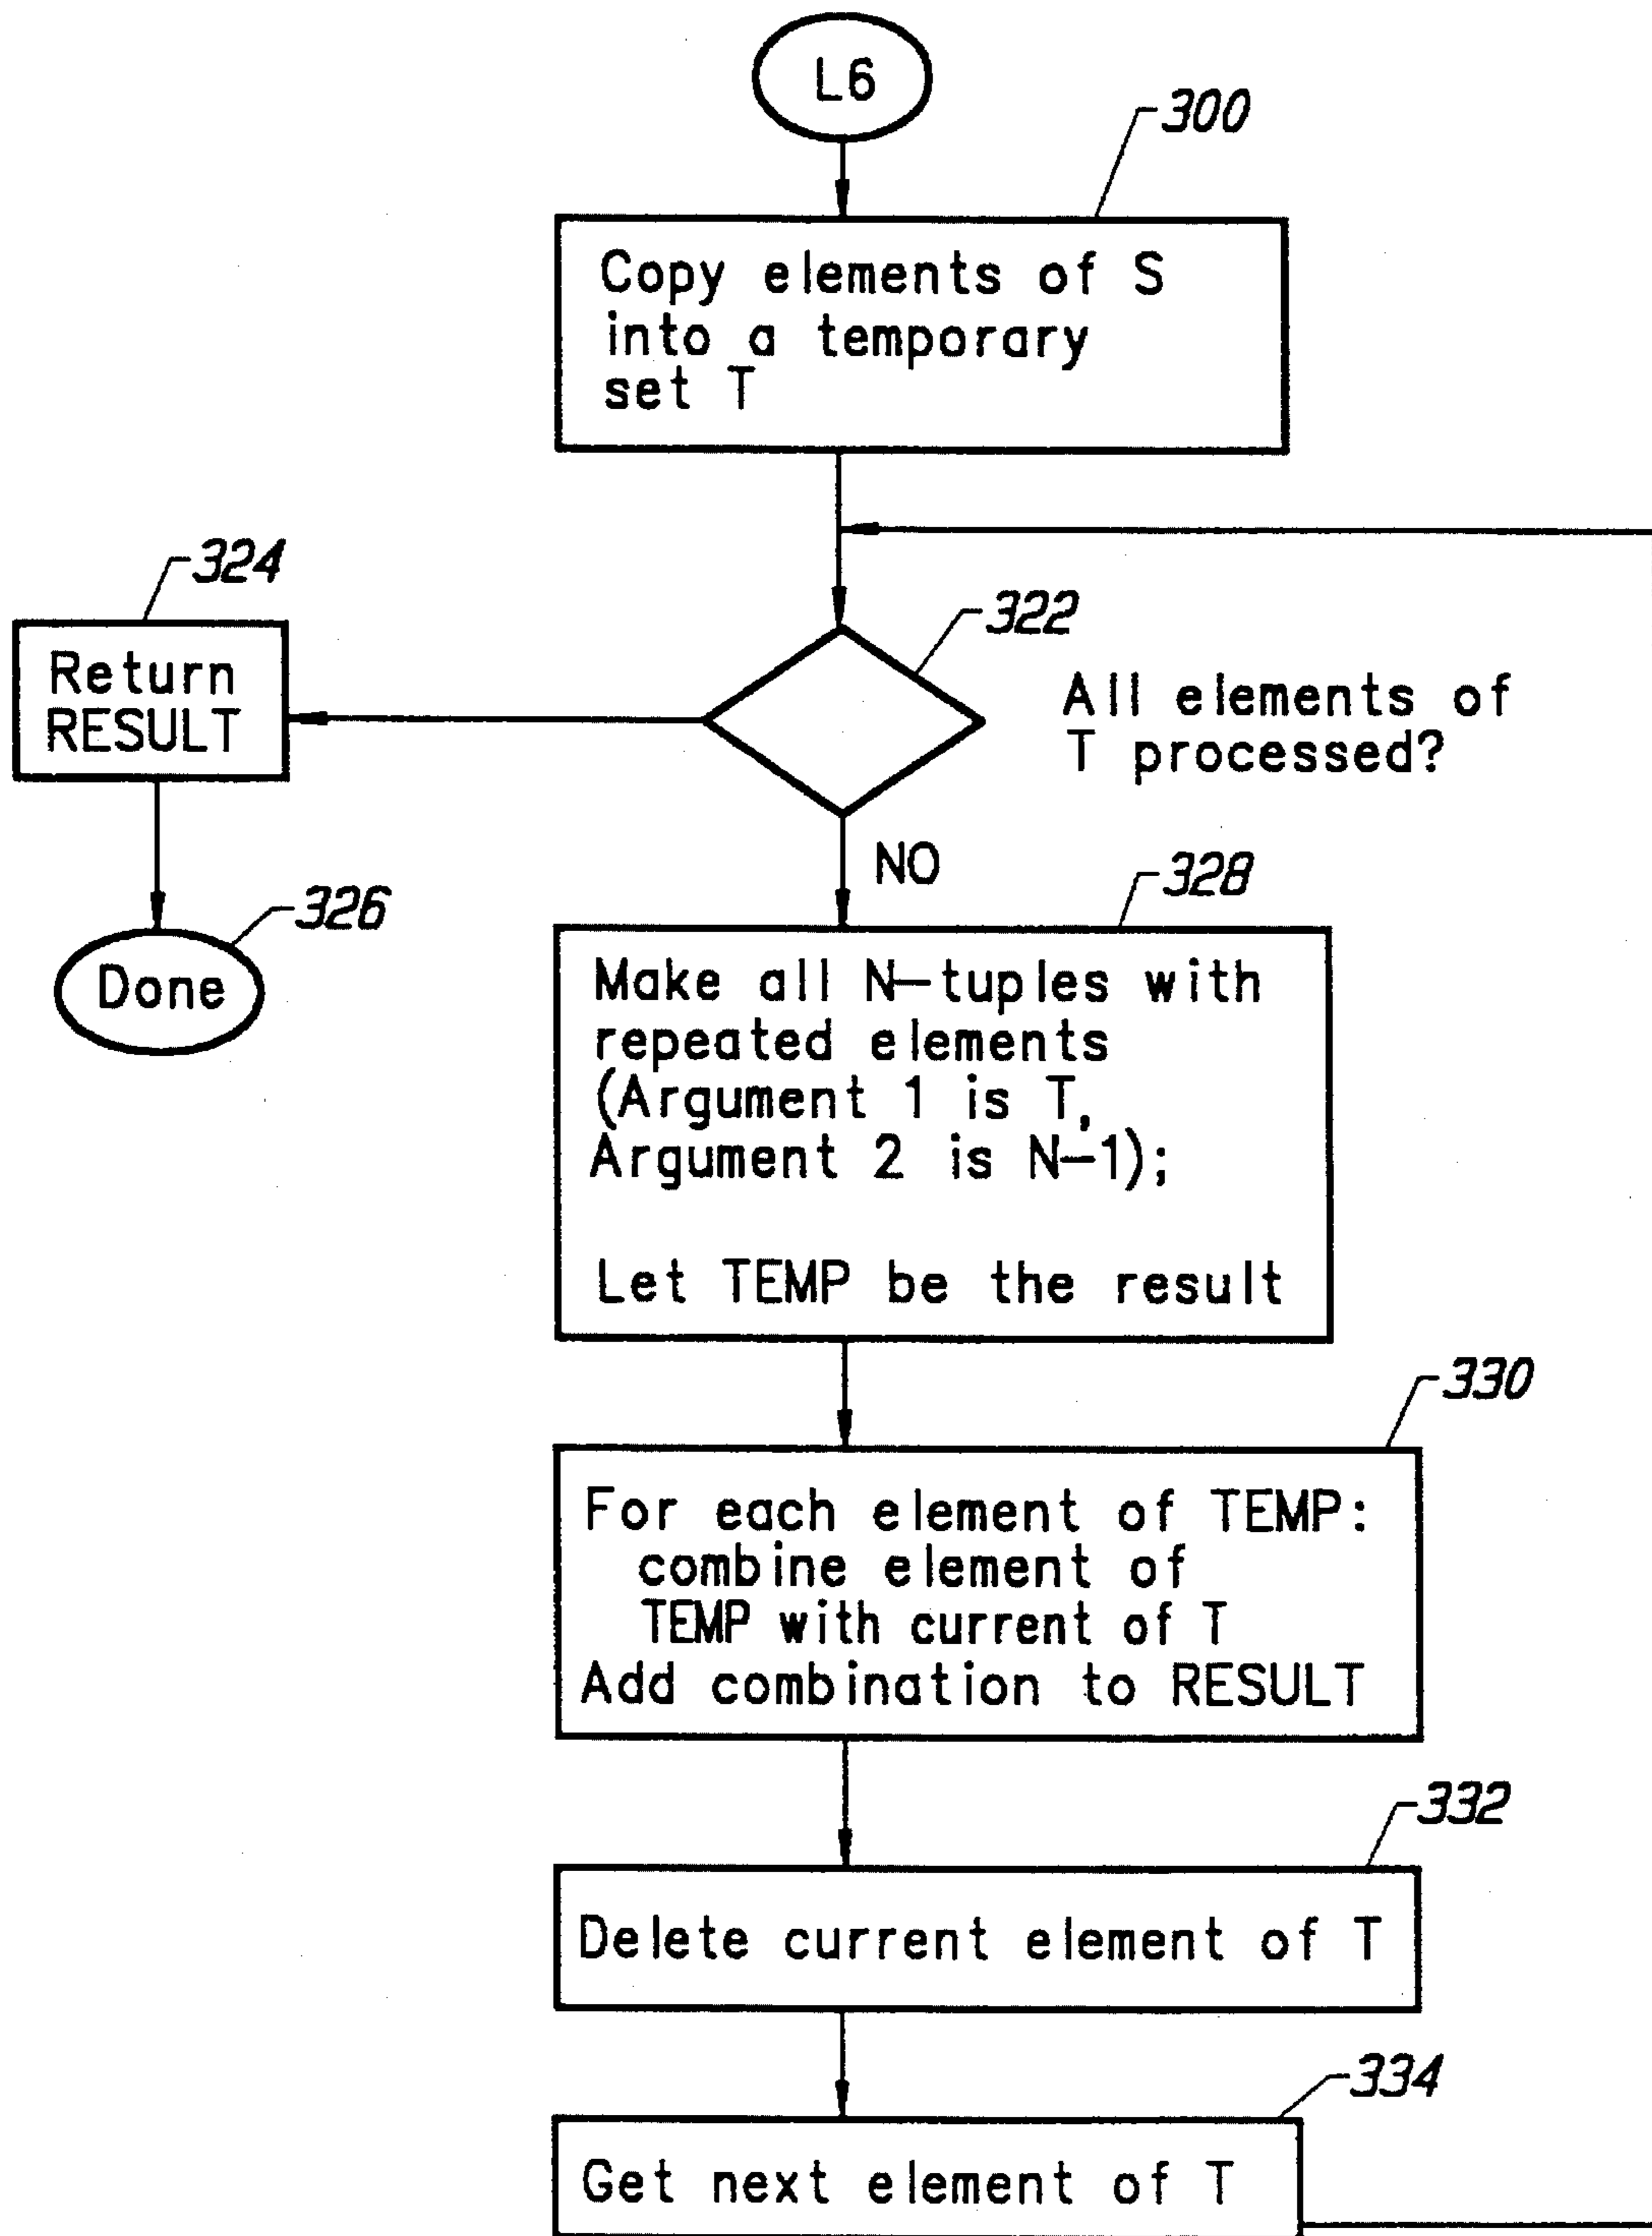 L6
300
Copy elements of S
into a temporary
set T
324
322
Return
RESULT
All elements of
T processed?
NO
328
326
Done
Make all N-tuples with
repeated elements
(Argument 1 is T,
Argument 2 is N-1);
Let TEMP be the result
330
For each element of TEMP:
combine element of
TEMP with current of T
Add combination to RESULT
332
Delete current element of T
334
Get next element of T